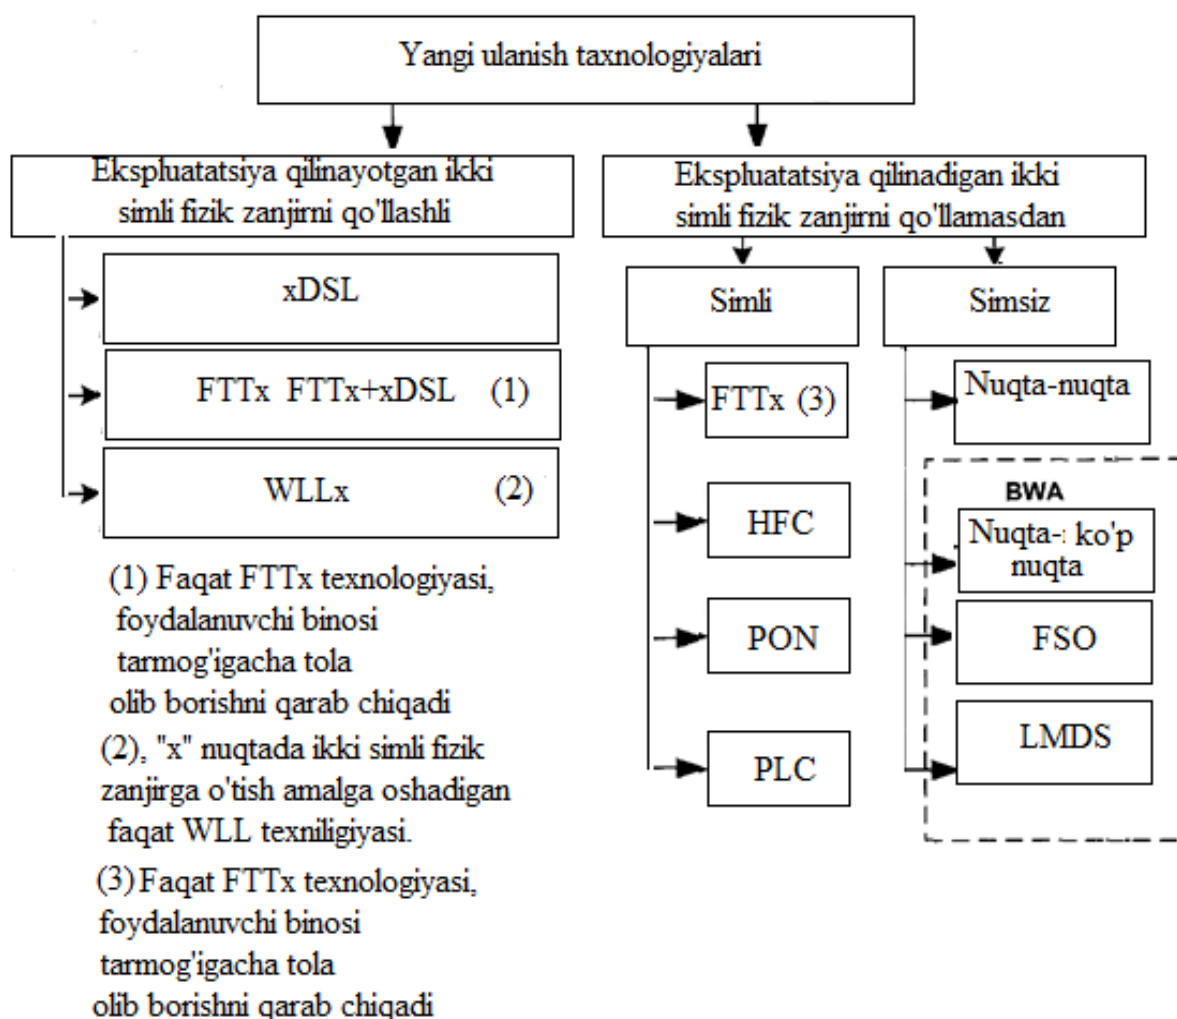 Yangi ulanish taxnologiyalari
Ekspluatatsiya qilinayotgan ikki
simli fizik zanjirni qo'llashli
xDSL
FTTx FTTx+xDSL (1)
WLLx (2)
(1) Faqat FTTx texnologiyasi,
foydalanuvchi binosi
tarmog'igacha tola
olib borishni qarab chiqadi
(2), "x" nuqtada ikki simli fizik
zanjirga o'tish amalga oshadigan
faqat WLL texniligiyasi.
(3) Faqat FTTx texnologiyasi,
foydalanuvchi binosi
tarmog'igacha tola
olib borishni qarab chiqadi
Ekspluatatsiya qilinadigan ikki
simli fizik zanjirni qo'llamasdan
Simli
FTTx (3)
HFC
PON
PLC
Simsiz
Nuqta-nuqta
BWA
Nuqta-: ko'p
nuqta
FSO
LMDS